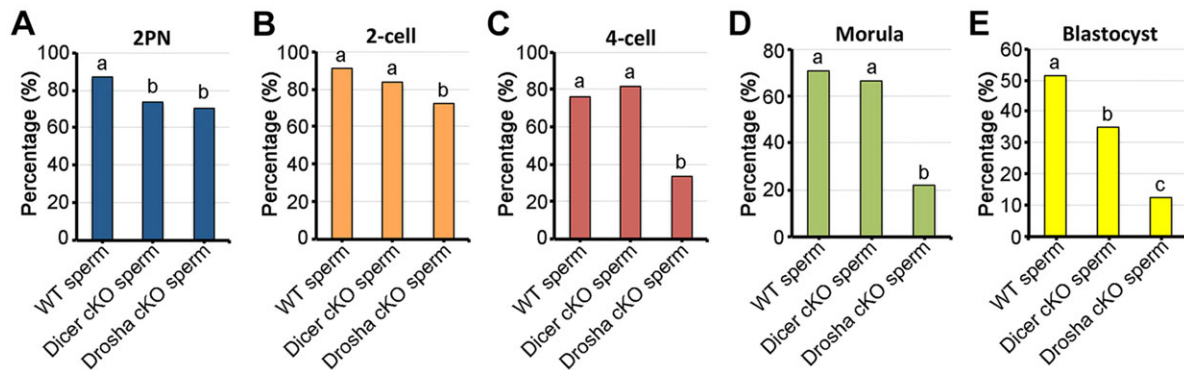 A
2PN
Percentage (%)
100
80
60
40
20
0
a
b
b
WT sperm
Dicer cKO sperm
Drosha cKO sperm
B
2-cell
Percentage (%)
100
80
60
40
20
0
a
a
b
WT sperm
Dicer cKO sperm
Drosha cKO sperm
C
4-cell
Percentage (%)
100
80
60
40
20
0
a
a
b
WT sperm
Dicer cKO sperm
Drosha cKO sperm
D
Morula
Percentage (%)
80
60
40
20
0
a
a
b
WT sperm
Dicer cKO sperm
Drosha cKO sperm
E
Blastocyst
Percentage (%)
60
50
40
30
20
10
0
a
b
c
WT sperm
Dicer cKO sperm
Drosha cKO sperm